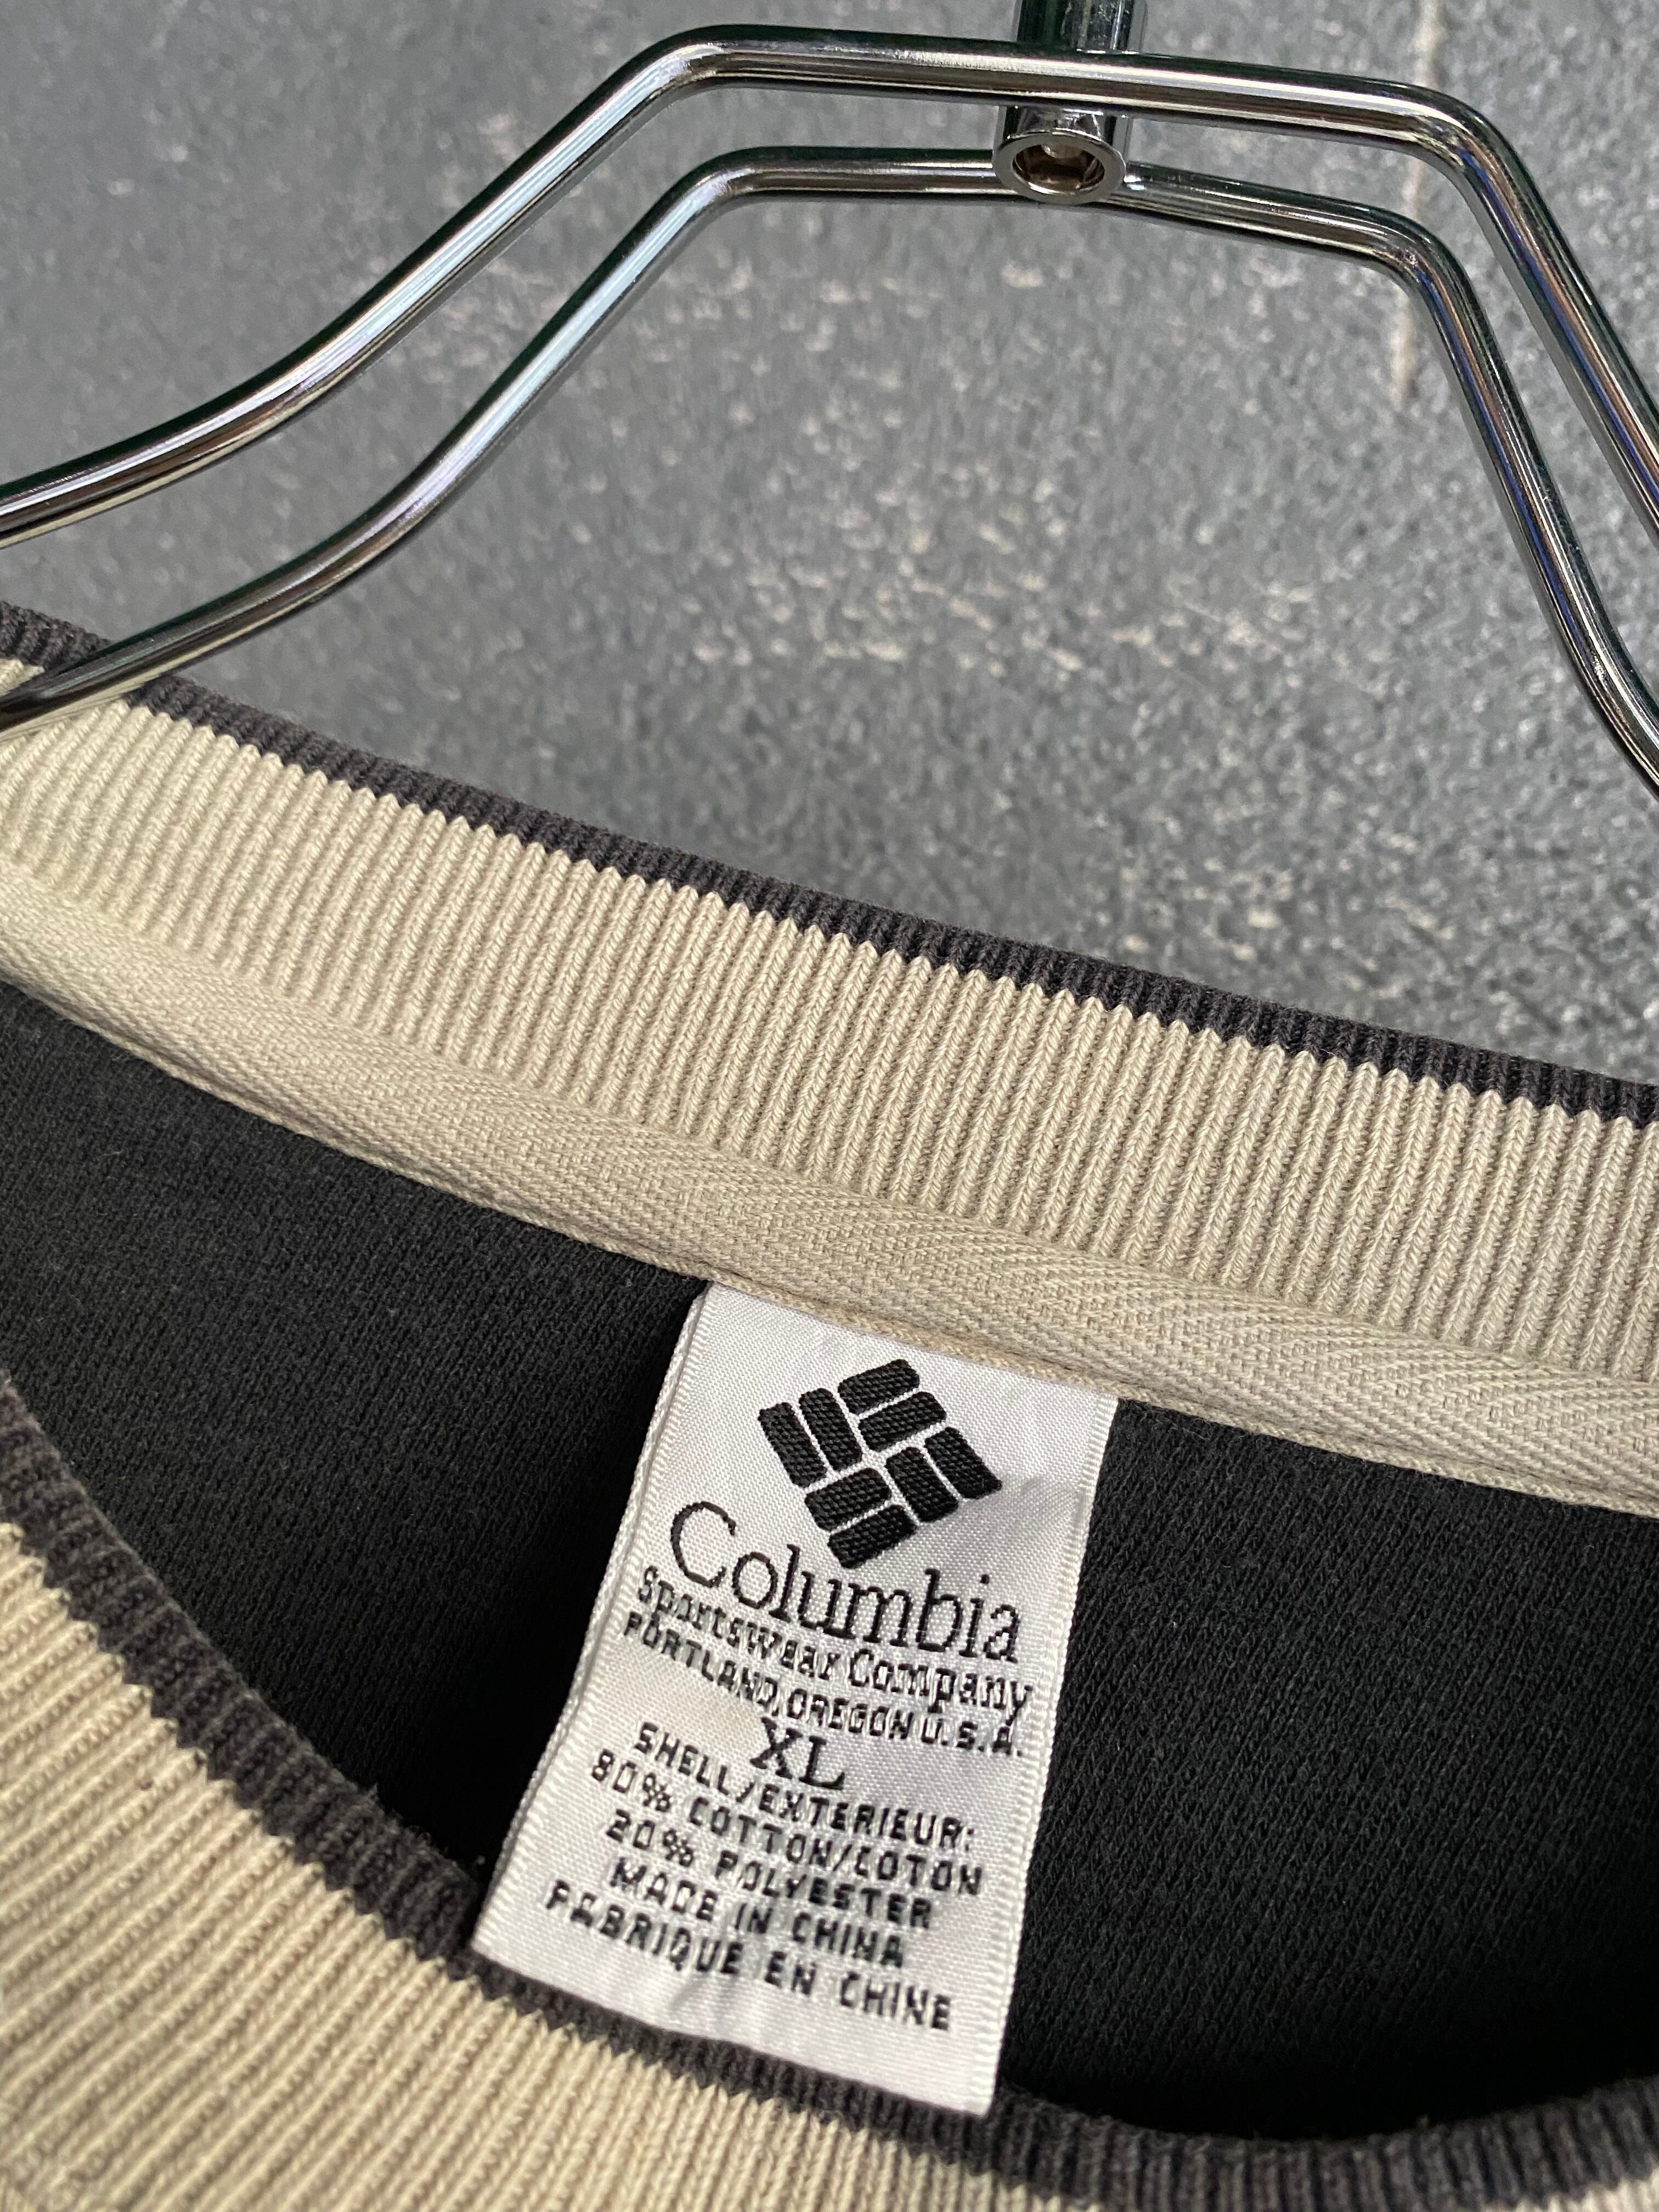 Columbia
Sportswear Company
PORTLAND, OREGON U.S.A.
XL
SHELL/EXTERIEUR:
80% COTTON/COTON
20% POLYESTER
MADE IN CHINA
FABRIQUE EN CHINE